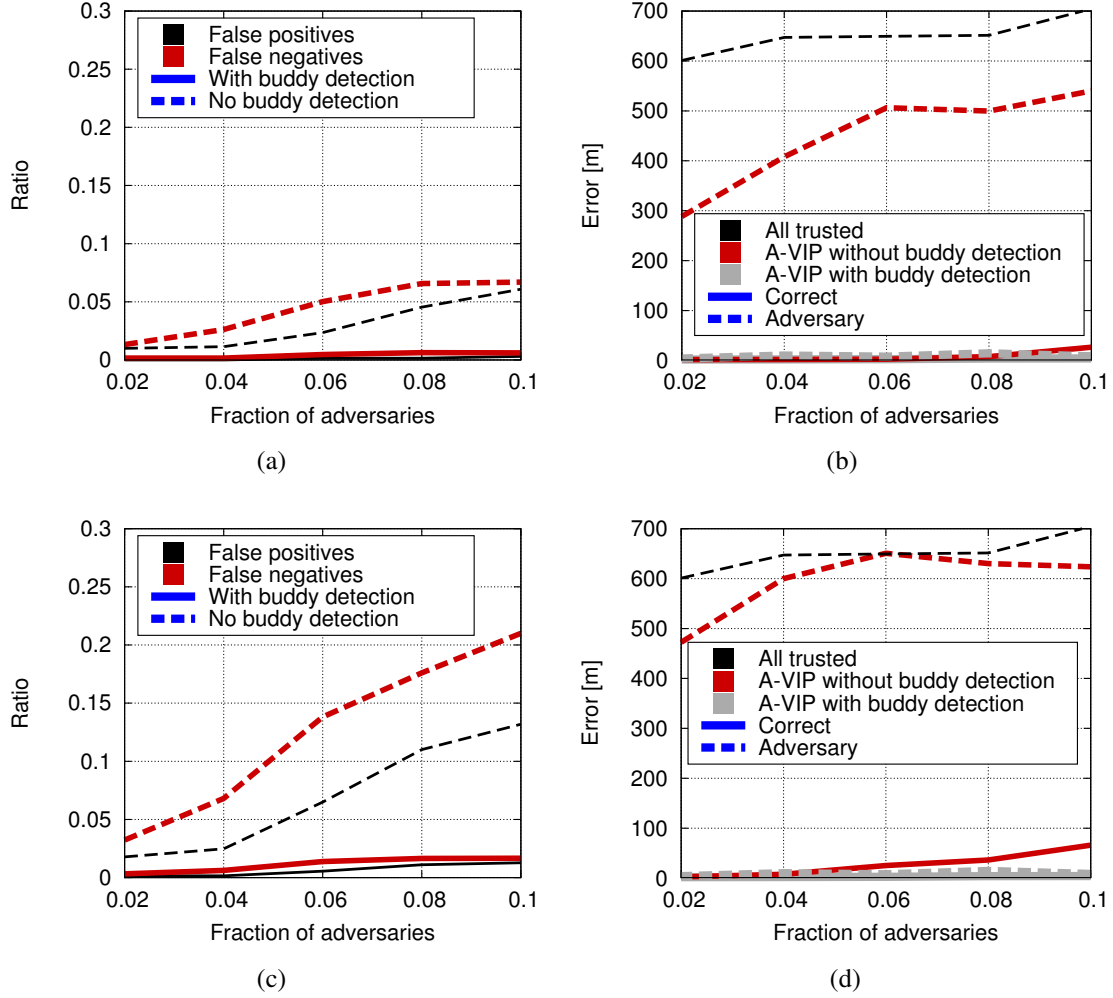 0.3
0.25
0.2
0.15
0.1
0.05
0
Ratio
False positives
False negatives
With buddy detection
No buddy detection
0.02 0.04 0.06 0.08 0.1
Fraction of adversaries
(a)
700
600
500
400
300
200
100
0
Error [m]
All trusted
A-VIP without buddy detection
A-VIP with buddy detection
Correct
Adversary
0.02 0.04 0.06 0.08 0.1
Fraction of adversaries
(b)
0.3
0.25
0.2
0.15
0.1
0.05
0
Ratio
False positives
False negatives
With buddy detection
No buddy detection
0.02 0.04 0.06 0.08 0.1
Fraction of adversaries
(c)
700
600
500
400
300
200
100
0
Error [m]
All trusted
A-VIP without buddy detection
A-VIP with buddy detection
Correct
Adversary
0.02 0.04 0.06 0.08 0.1
Fraction of adversaries
(d)